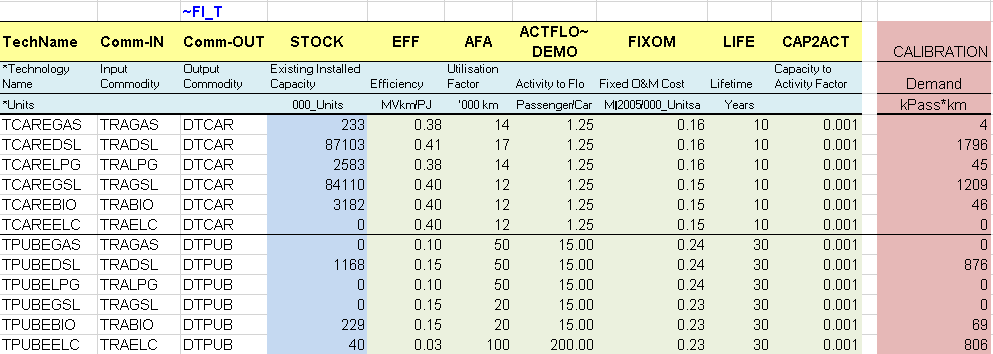 ~FI_T
TechName Comm-IN Comm-OUT STOCK EFF AFA ACTFLO~DEMO FIXOM LIFE CAP2ACT CALIBRATION
*Technology Name Input Commodity Output Commodity Existing Installed Capacity Efficiency Utilisation Factor Activity to Flo Fixed O&M Cost Lifetime Capacity to Activity Factor Demand
*Units 000_Units MVkm/PJ '000 km Passenger/Car M|2005/000_Unitsa Years kPass*km
TCAREGAS TRAGAS DTCAR 233 0.38 14 1.25 0.16 10 0.001 4
TCAREDSL TRADSL DTCAR 87103 0.41 17 1.25 0.16 10 0.001 1796
TCARELPG TRALPG DTCAR 2583 0.38 14 1.25 0.16 10 0.001 45
TCAREGSL TRAGSL DTCAR 84110 0.40 12 1.25 0.15 10 0.001 1209
TCAREBIO TRABIO DTCAR 3182 0.40 12 1.25 0.15 10 0.001 46
TCAREELC TRAELC DTCAR 0 0.40 12 1.25 0.15 10 0.001 0
TPUBEGAS TRAGAS DTPUB 0 0.10 50 15.00 0.24 30 0.001 0
TPUBEDSL TRADSL DTPUB 1168 0.15 50 15.00 0.24 30 0.001 876
TPUBELPG TRALPG DTPUB 0 0.10 50 15.00 0.24 30 0.001 0
TPUBEGSL TRAGSL DTPUB 0 0.15 20 15.00 0.23 30 0.001 0
TPUBEBIO TRABIO DTPUB 229 0.15 20 15.00 0.23 30 0.001 69
TPUBEELC TRAELC DTPUB 40 0.03 100 200.00 0.23 30 0.001 806